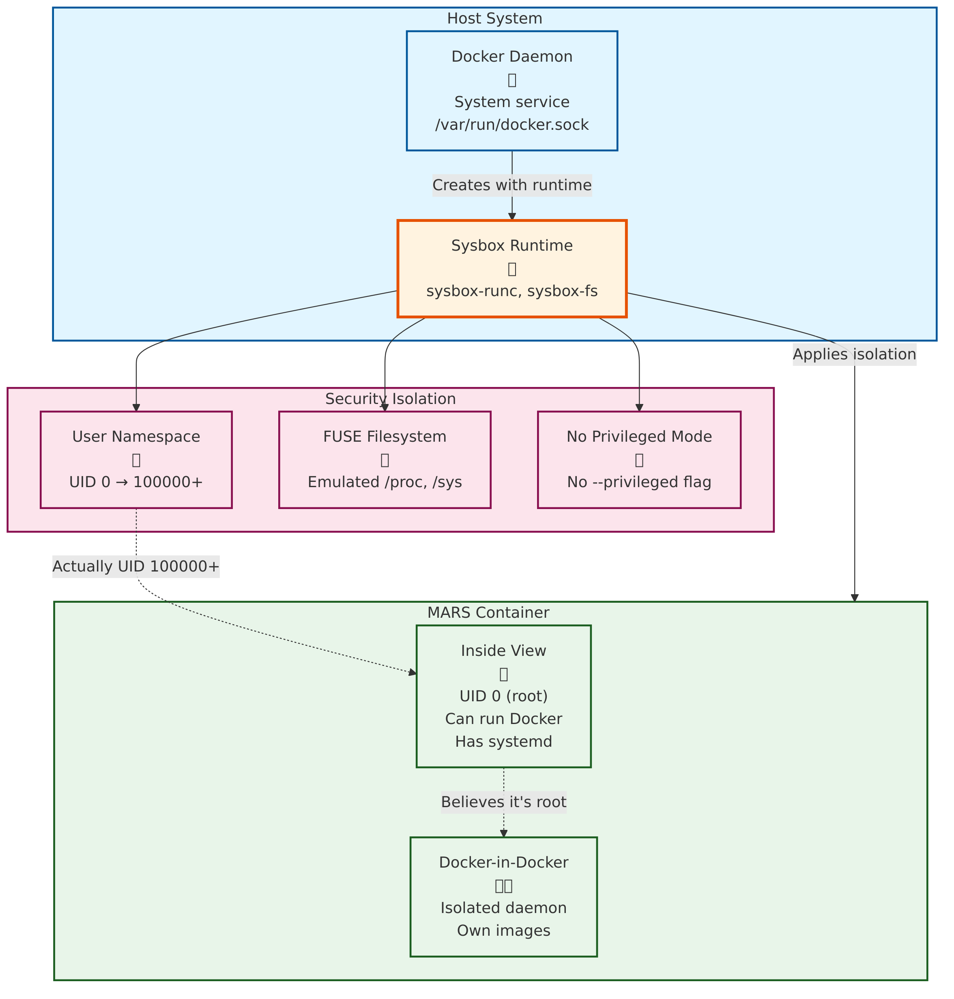 Host System
Docker Daemon
System service
/var/run/docker.sock
Creates with runtime
Sysbox Runtime
sysbox-runc, sysbox-fs
Applies isolation
Security Isolation
User Namespace
UID 0 → 100000+
FUSE Filesystem
Emulated /proc, /sys
No Privileged Mode
No --privileged flag
Actually UID 100000+
MARS Container
Inside View
UID 0 (root)
Can run Docker
Has systemd
Believes it's root
Docker-in-Docker
Isolated daemon
Own images